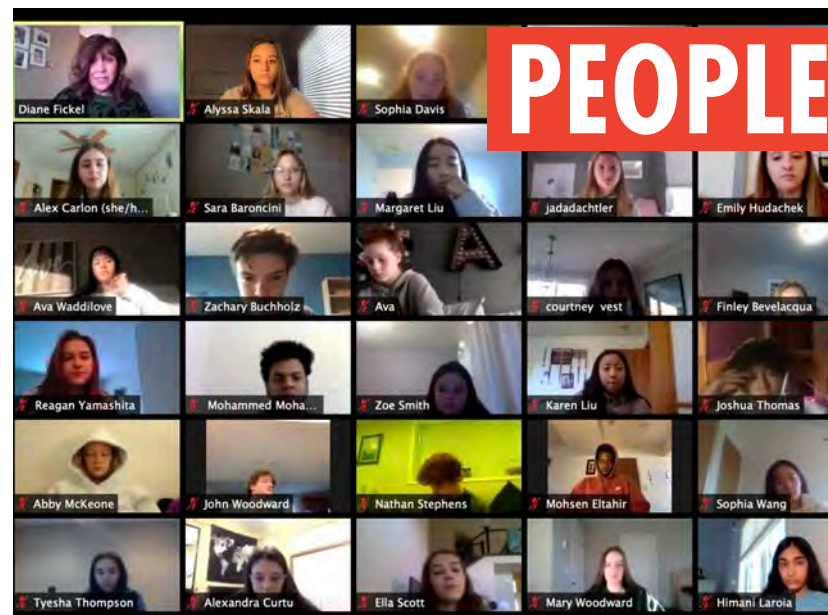 PEOPLE
Diane Fickel
Alyssa Skala
Sophia Davis
Alex Carlon (she/h...
Sara Baroncini
Margaret Liu
jadadachtler
Emily Hudachek
Ava Waddilove
Zachary Buchholz
Ava
courtney vest
Finley Bevelacqua
Reagan Yamashita
Mohammed Moha...
Zoe Smith
Karen Liu
Joshua Thomas
Abby McKeone
John Woodward
Nathan Stephens
Mohsen Eltahir
Sophia Wang
Tyesha Thompson
Alexandra Curtu
Ella Scott
Mary Woodward
Himani Laroia